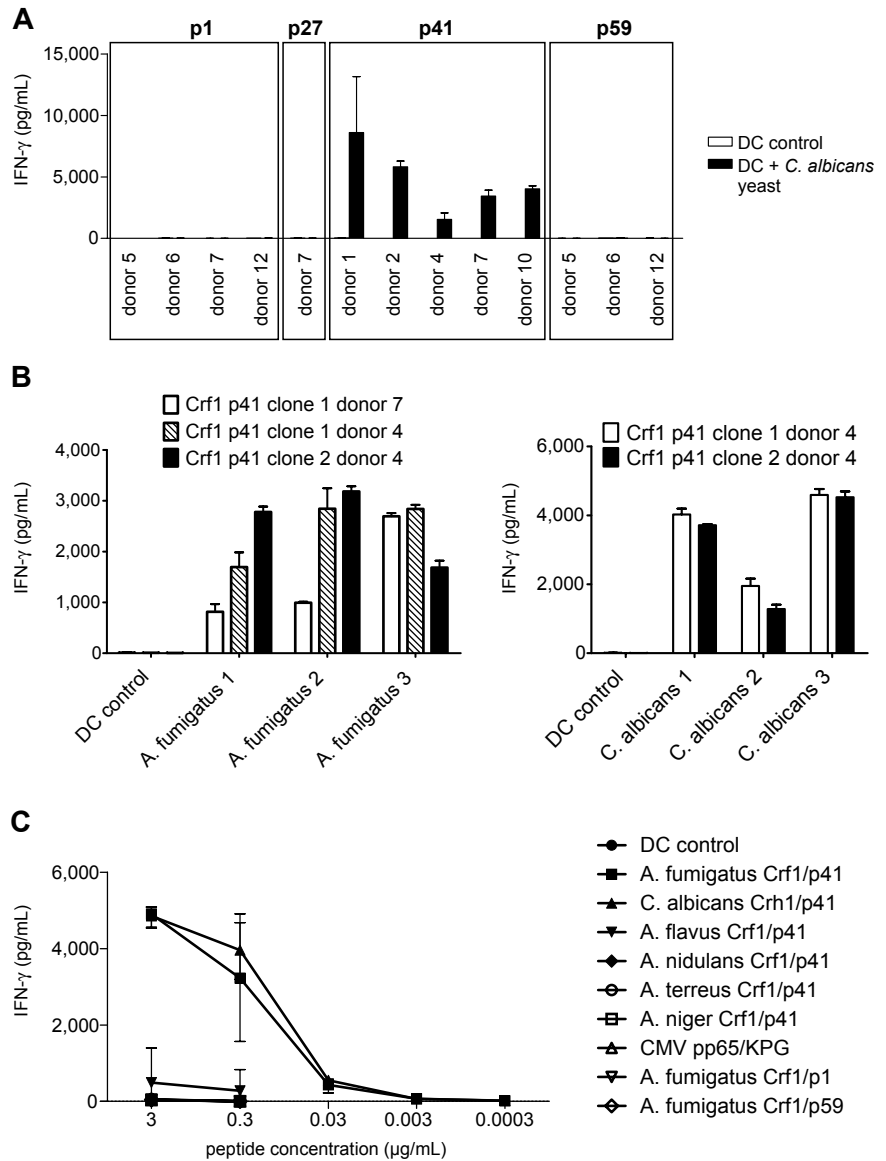 A
p1 p27 p41 p59
IFN-γ (pg/mL)
15,000
10,000
5,000
0
donor 5
donor 6
donor 7
donor 12
donor 7
donor 1
donor 2
donor 4
donor 7
donor 10
donor 5
donor 6
donor 12
DC control
DC + C. albicans
yeast
B
Crf1 p41 clone 1 donor 7
Crf1 p41 clone 1 donor 4
Crf1 p41 clone 2 donor 4
IFN-γ (pg/mL)
4,000
3,000
2,000
1,000
0
DC control
A. fumigatus 1
A. fumigatus 2
A. fumigatus 3
Crf1 p41 clone 1 donor 4
Crf1 p41 clone 2 donor 4
IFN-γ (pg/mL)
6,000
4,000
2,000
0
DC control
C. albicans 1
C. albicans 2
C. albicans 3
C
IFN-γ (pg/mL)
6,000
4,000
2,000
0
3 0.3 0.03 0.003 0.0003
peptide concentration (µg/mL)
DC control
A. fumigatus Crf1/p41
C. albicans Crh1/p41
A. flavus Crf1/p41
A. nidulans Crf1/p41
A. terreus Crf1/p41
A. niger Crf1/p41
CMV pp65/KPG
A. fumigatus Crf1/p1
A. fumigatus Crf1/p59